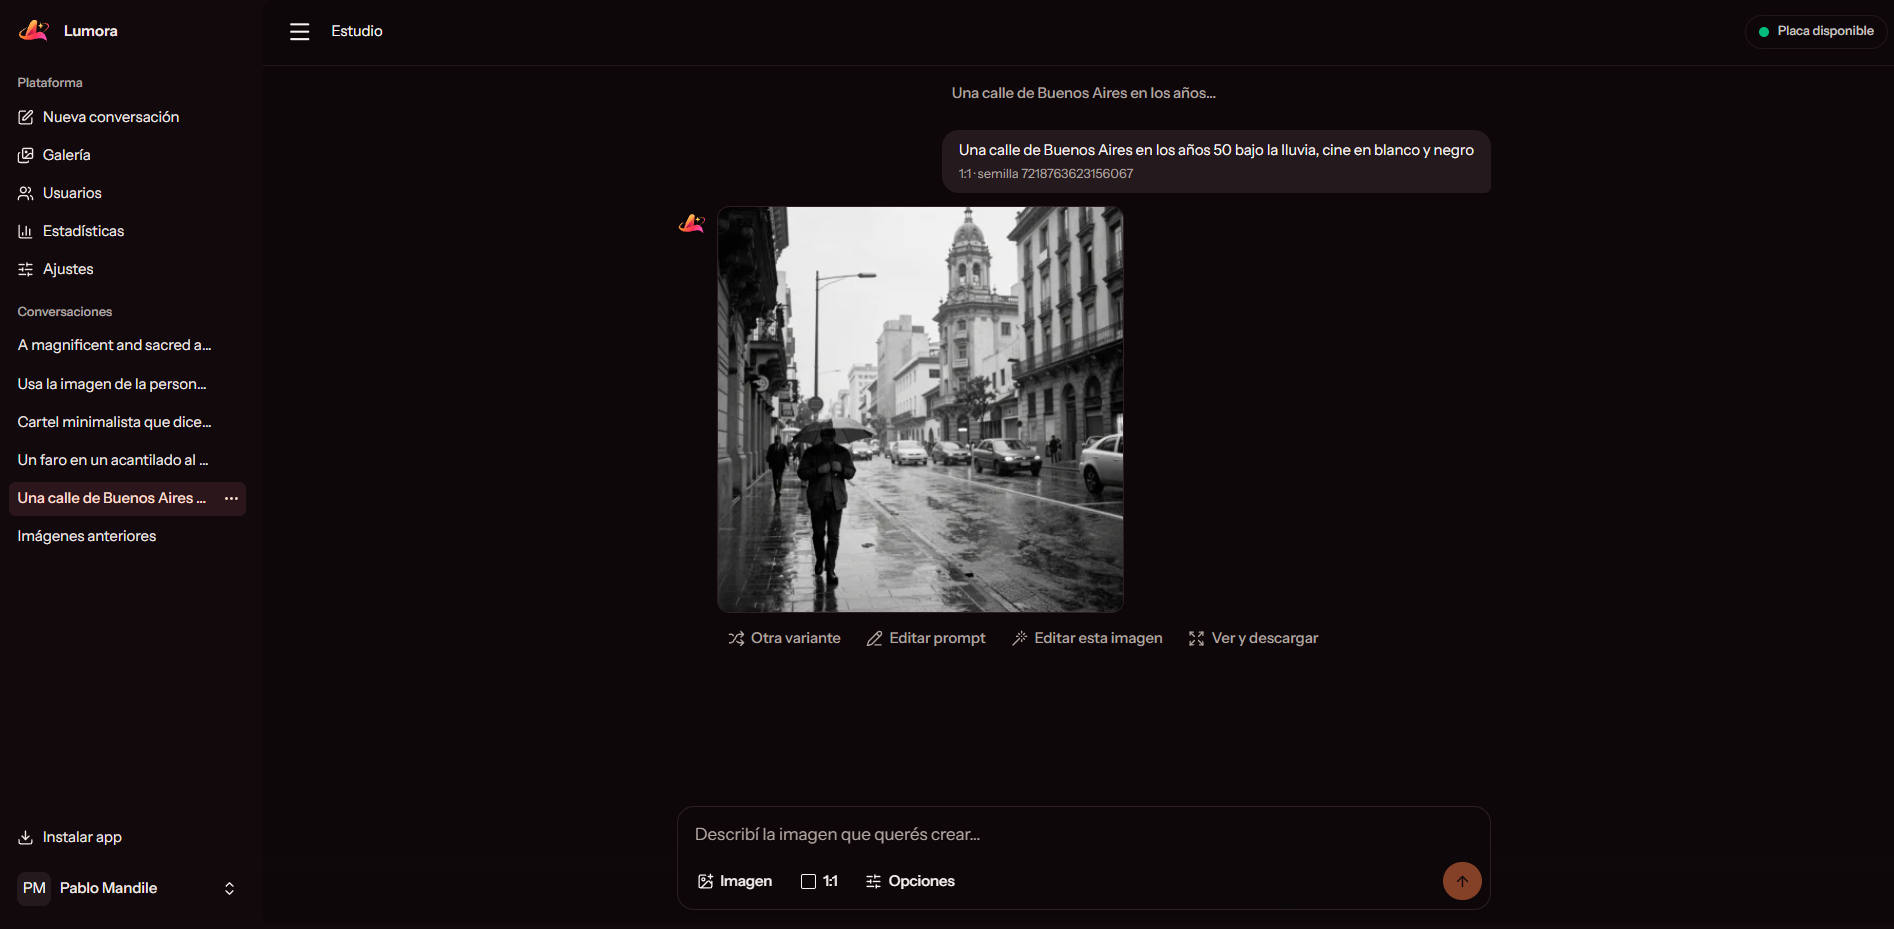 Lumora
Plataforma
Nueva conversación
Galería
Usuarios
Estadísticas
Ajustes
Conversaciones
A magnificent and sacred a...
Usa la imagen de la person...
Cartel minimalista que dice...
Un faro en un acantilado al ...
Una calle de Buenos Aires ...
Imágenes anteriores
Instalar app
PM Pablo Mandile
Estudio
Placa disponible
Una calle de Buenos Aires en los años...
Una calle de Buenos Aires en los años 50 bajo la lluvia, cine en blanco y negro
1:1 · semilla 7218763623156067
Otra variante Editar prompt Editar esta imagen Ver y descargar
Describí la imagen que querés crear...
Imagen 1:1 Opciones